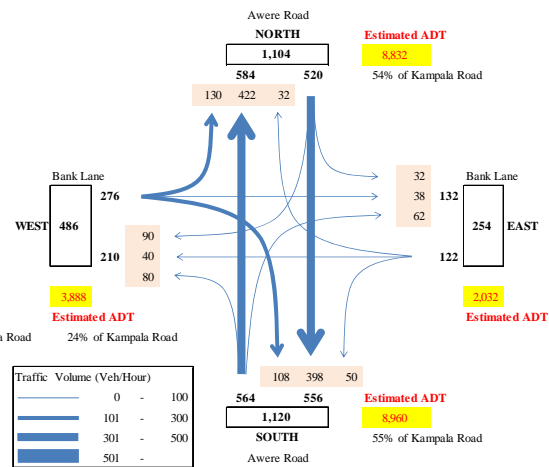 Awere Road
NORTH Estimated ADT
1,104 8,832
584 520 54% of Kampala Road
130 422 32
Bank Lane
276
WEST 486
210
3,888
Estimated ADT
a Road 24% of Kampala Road
90
40
80
32
38
62
Bank Lane
132
254 EAST
122
2,032
Estimated ADT
108 398 50
564 556 Estimated ADT
1,120 8,960
SOUTH 55% of Kampala Road
Awere Road
Traffic Volume (Veh/Hour)
0 - 100
101 - 300
301 - 500
501 -